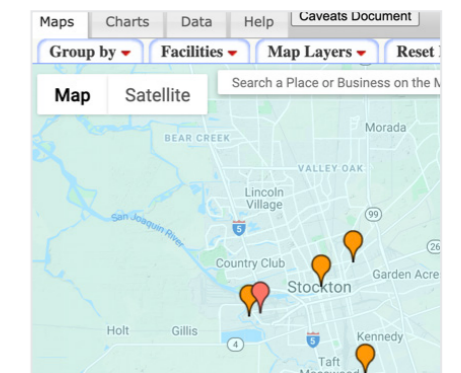 Maps Charts Data Help Caveats Document
Group by Facilities Map Layers Reset
Map Satellite
Search a Place or Business on the
Morada
BEAR CREEK
VALLEY OAK
Lincoln
Village
San Joaquin River
5
99
26
Country Club
Garden Acre
Stockton
Holt
Gillis
4
5
Kennedy
Taft